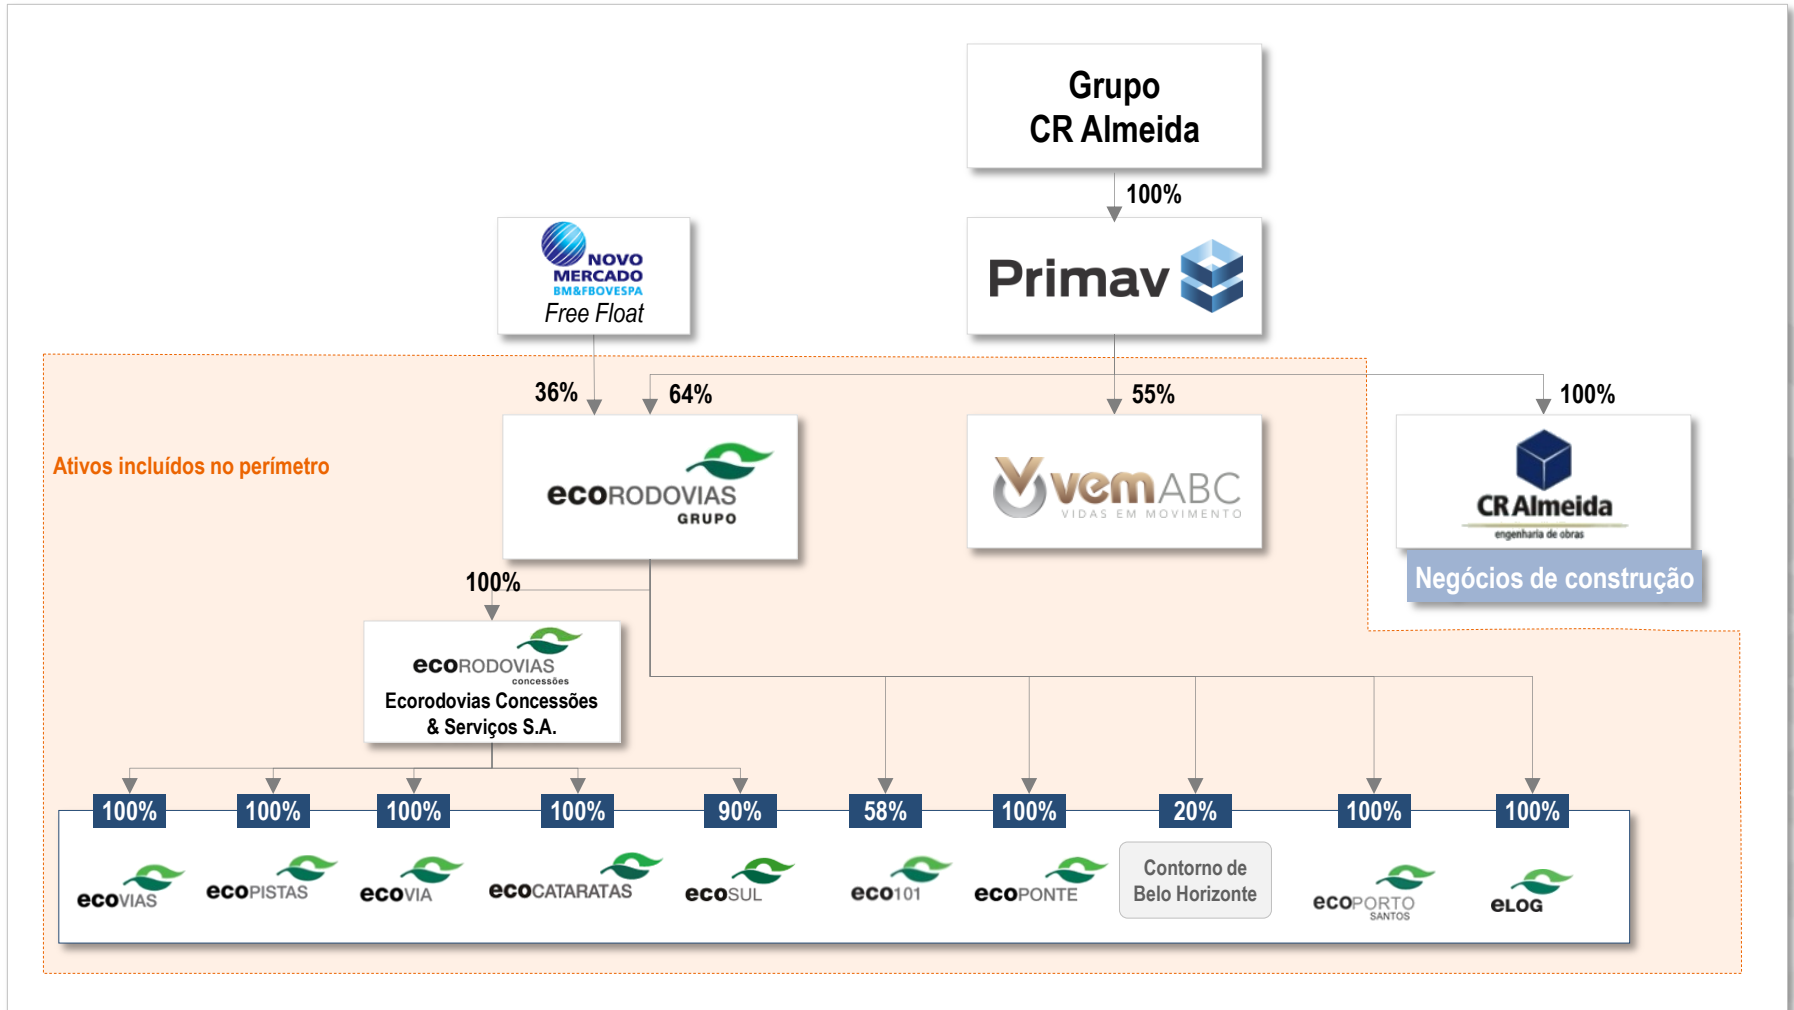 Grupo
CR Almeida
100%
NOVO
MERCADO
BM&FBOVESPA
Free Float
Primav
36%
64%
55%
100%
Ativos incluídos no perímetro
ecoRODOVIAS
GRUPO
vemABC
VIDAS EM MOVIMENTO
CR Almeida
engenharia de obras
Negócios de construção
100%
ecoRODOVIAS
concessões
Ecorodovias Concessões
& Serviços S.A.
100% 100% 100% 100% 90% 58% 100% 20% 100% 100%
ecoVIAS
ecoPISTAS
ecoVIA
ecoCATARATAS
ecoSUL
eco101
ecoPONTE
Contorno de
Belo Horizonte
ecoPORTO
SANTOS
eLOG